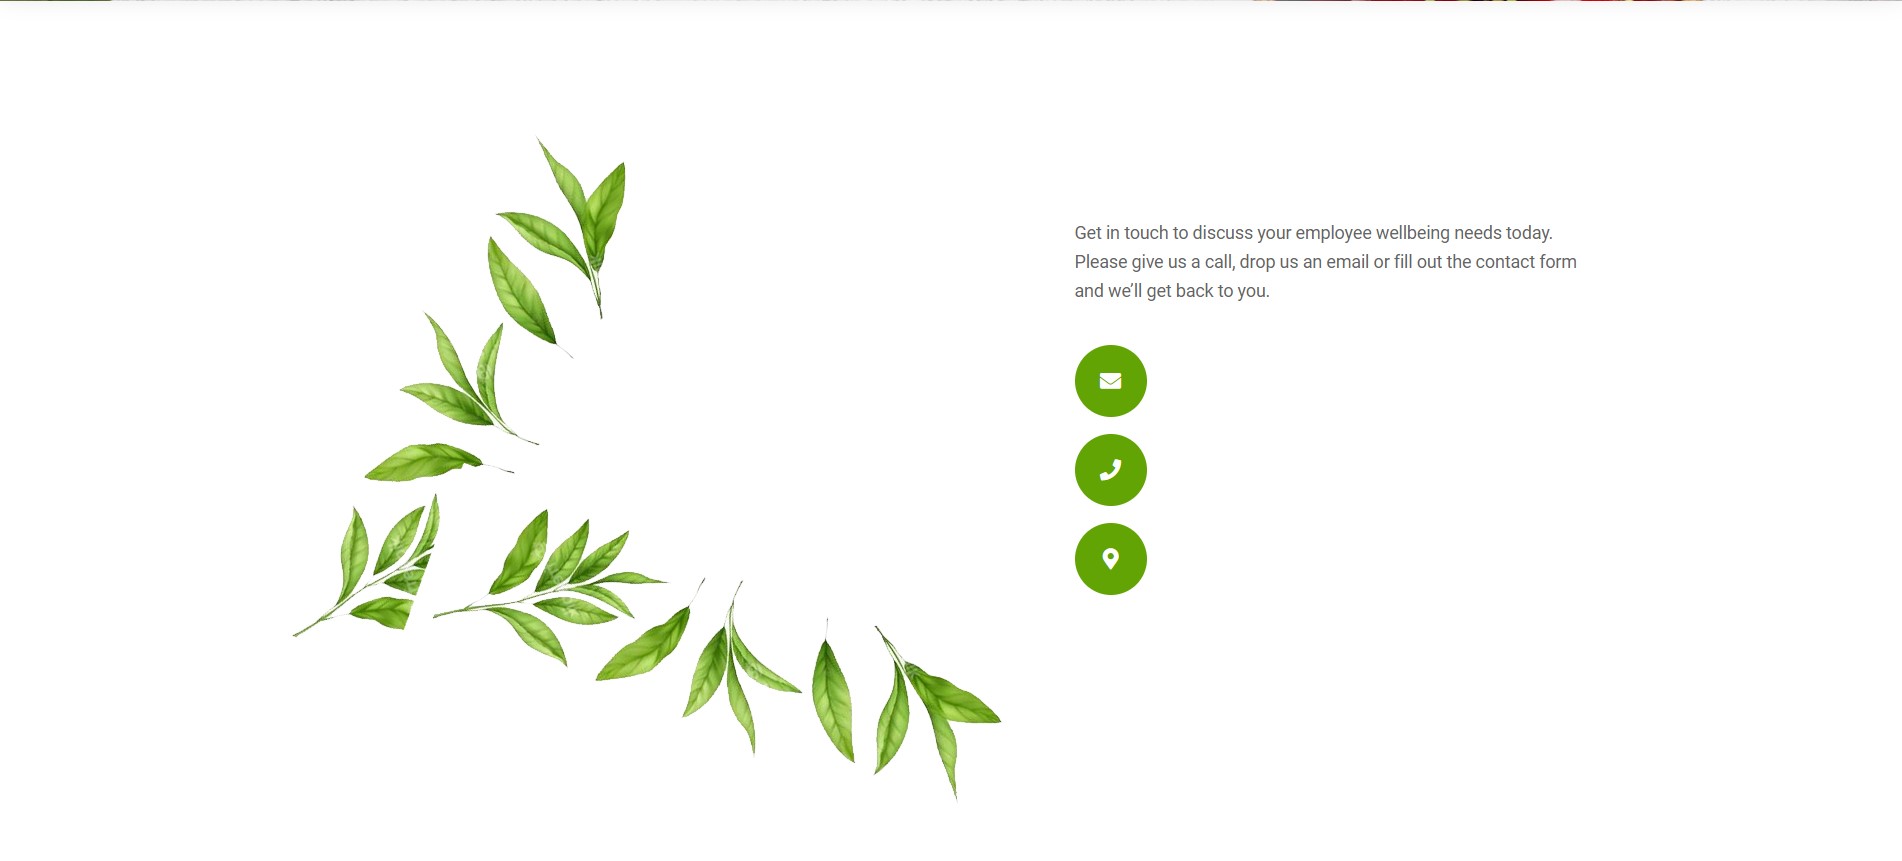 Get in touch to discuss your employee wellbeing needs today.
Please give us a call, drop us an email or fill out the contact form
and we’ll get back to you.